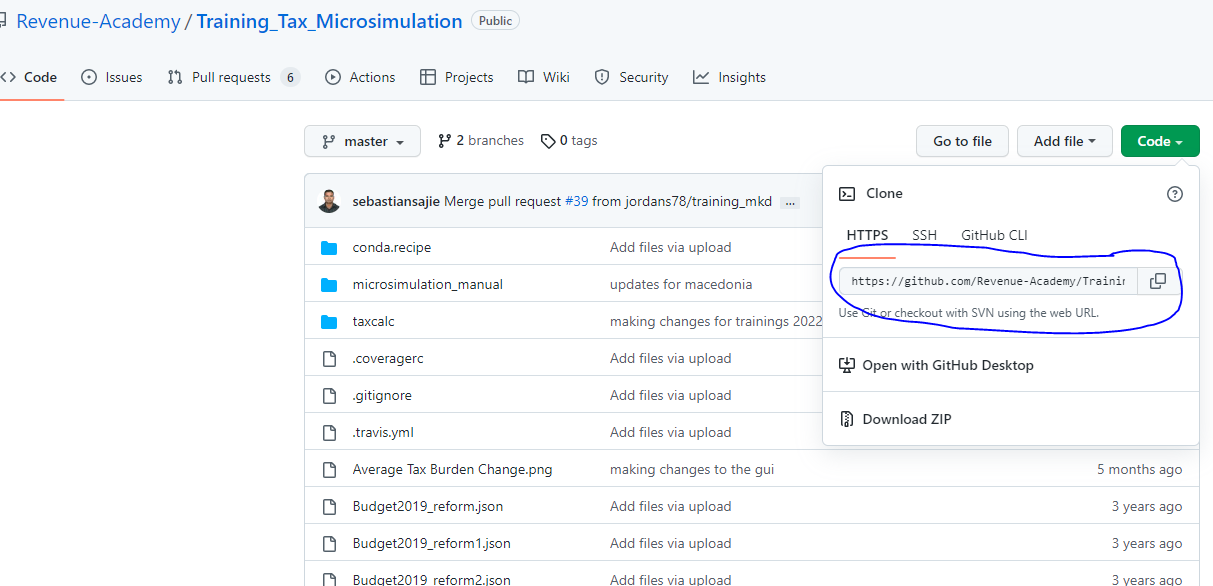 Revenue-Academy / Training_Tax_Microsimulation Public
<> Code Issues Pull requests 6 Actions Projects Wiki Security Insights
master 2 branches 0 tags Go to file Add file Code
sebastiansajie Merge pull request #39 from jordans78/training_mkd ...
conda.recipe Add files via upload
microsimulation_manual updates for macedonia
taxcalc making changes for trainings 2022
.coveragerc Add files via upload
.gitignore Add files via upload
.travis.yml Add files via upload
Average Tax Burden Change.png making changes to the gui 5 months ago
Budget2019_reform.json Add files via upload 3 years ago
Budget2019_reform1.json Add files via upload 3 years ago
Budget2019_reform2.json Add files via upload 3 years ago
Clone ?
HTTPS SSH GitHub CLI
https://github.com/Revenue-Academy/Trainin
Use Git or checkout with SVN using the web URL.
Open with GitHub Desktop
Download ZIP